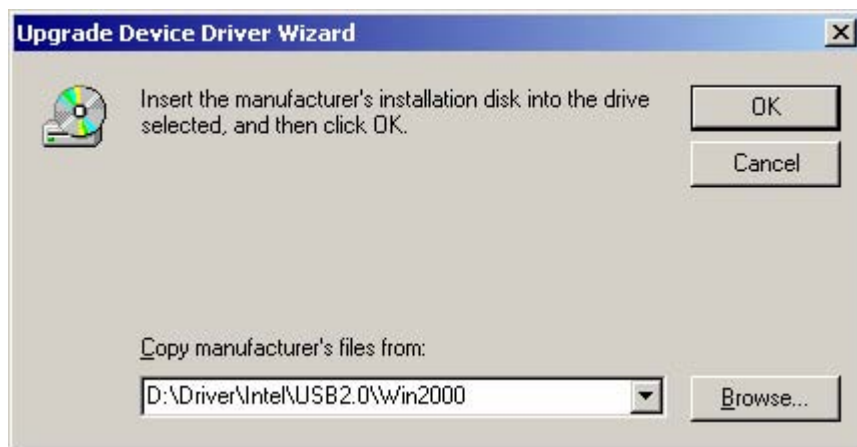 Upgrade Device Driver Wizard
Insert the manufacturer's installation disk into the drive
selected, and then click OK.
OK
Cancel
Copy manufacturer's files from:
D:\Driver\Intel\USB2.0\Win2000
Browse...